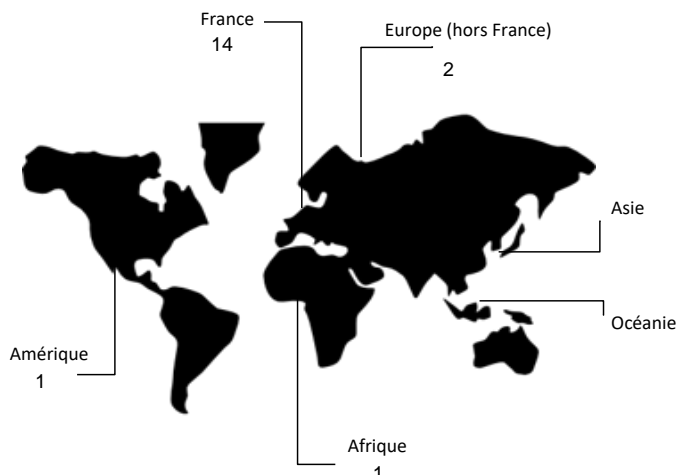 France
14
Europe (hors France)
2
Asie
Océanie
Amérique
1
Afrique
1